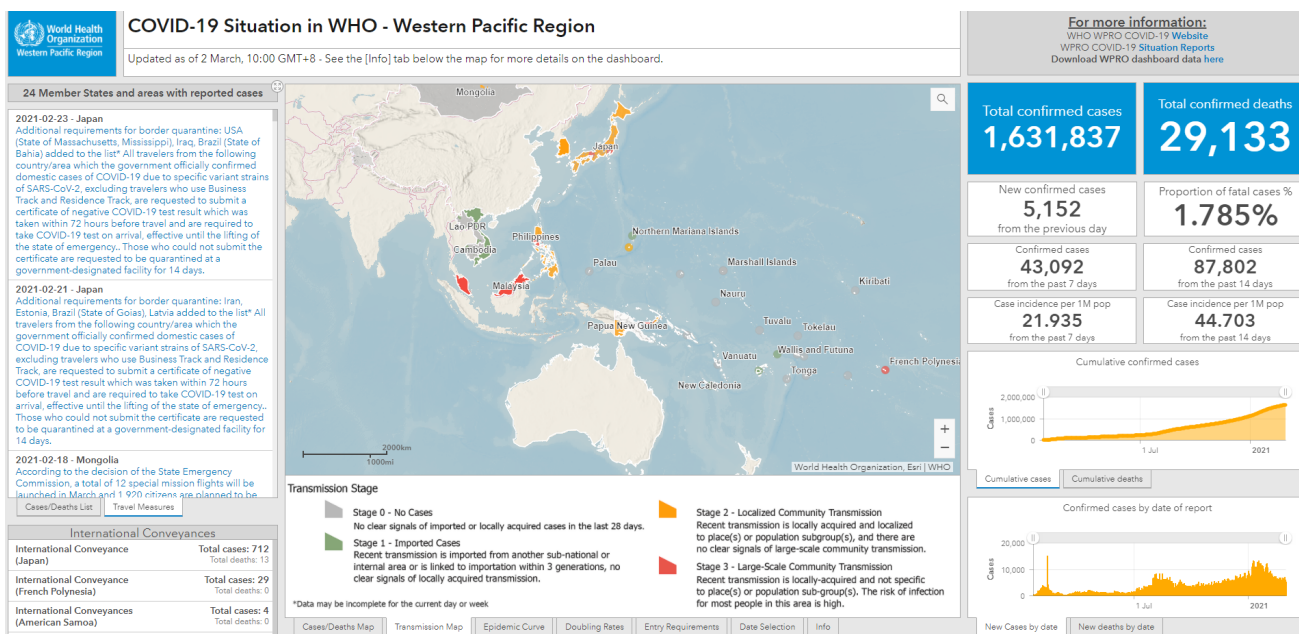 World Health
Organization
Western Pacific Region
COVID-19 Situation in WHO - Western Pacific Region
Updated as of 2 March, 10:00 GMT+8 - See the [Info] tab below the map for more details on the dashboard.
For more information:
WHO WPRO COVID-19 Website
WPRO COVID-19 Situation Reports
Download WPRO dashboard data here
24 Member States and areas with reported cases
2021-02-23 - Japan
Additional requirements for border quarantine: USA
(State of Massachusetts, Mississippi), Iraq, Brazil (State of
Bahia) added to the list* All travelers from the following
country/area which the government officially confirmed
domestic cases of COVID-19 due to specific variant strains
of SARS-CoV-2, excluding travelers who use Business
Track and Residence Track, are requested to submit a
certificate of negative COVID-19 test result which was
taken within 72 hours before travel and are required to
take COVID-19 test on arrival, effective until the lifting of
the state of emergency.. Those who could not submit the
certificate are requested to be quarantined at a
government-designated facility for 14 days.
2021-02-21 - Japan
Additional requirements for border quarantine: Iran,
Estonia, Brazil (State of Goias), Latvia added to the list* All
travelers from the following country/area which the
government officially confirmed domestic cases of
COVID-19 due to specific variant strains of SARS-CoV-2,
excluding travelers who use Business Track and Residence
Track, are requested to submit a certificate of negative
COVID-19 test result which was taken within 72 hours
before travel and are required to take COVID-19 test on
arrival, effective until the lifting of the state of emergency..
Those who could not submit the certificate are requested
to be quarantined at a government-designated facility for
14 days.
2021-02-18 - Mongolia
According to the decision of the State Emergency
Commission, a total of 12 special mission flights will be
launched in March and 1,920 citizens are planned to be
Cases/Deaths List
Travel Measures
International Conveyances
International Conveyance
(Japan)
Total cases: 712
Total deaths: 13
International Conveyance
(French Polynesia)
Total cases: 29
Total deaths: 0
International Conveyances
(American Samoa)
Total cases: 4
Total deaths: 0
Mongolia
Japan
Lao PDR
Philippines
Northern Mariana Islands
Cambodia
Palau
Marshall Islands
Malaysia
Kiribati
Nauru
Papua New Guinea
Tuvalu
Tokelau
Vanuatu
Wallis and Futuna
French Polynesia
Tonga
New Caledonia
2000km
1000mi
+
−
World Health Organization, Esri | WHO
Transmission Stage
Stage 0 - No Cases
No clear signals of imported or locally acquired cases in the last 28 days.
Stage 1 - Imported Cases
Recent transmission is imported from another sub-national or
internal area or is linked to importation within 3 generations, no
clear signals of locally acquired transmission.
*Data may be incomplete for the current day or week
Stage 2 - Localized Community Transmission
Recent transmission is locally acquired and localized
to place(s) or population subgroup(s), and there are
no clear signals of large-scale community transmission.
Stage 3 - Large-Scale Community Transmission
Recent transmission is locally-acquired and not specific
to place(s) or population sub-group(s). The risk of infection
for most people in this area is high.
Cases/Deaths Map
Transmission Map
Epidemic Curve
Doubling Rates
Entry Requirements
Date Selection
Info
Total confirmed cases
1,631,837
Total confirmed deaths
29,133
New confirmed cases
5,152
from the previous day
Proportion of fatal cases %
1.785%
Confirmed cases
43,092
from the past 7 days
Confirmed cases
87,802
from the past 14 days
Case incidence per 1M pop
21.935
from the past 7 days
Case incidence per 1M pop
44.703
from the past 14 days
Cumulative confirmed cases
Cases
2,000,000
1,000,000
0
1 Jul
2021
Cumulative cases
Cumulative deaths
Confirmed cases by date of report
Cases
20,000
10,000
0
1 Jul
2021
New Cases by date
New deaths by date